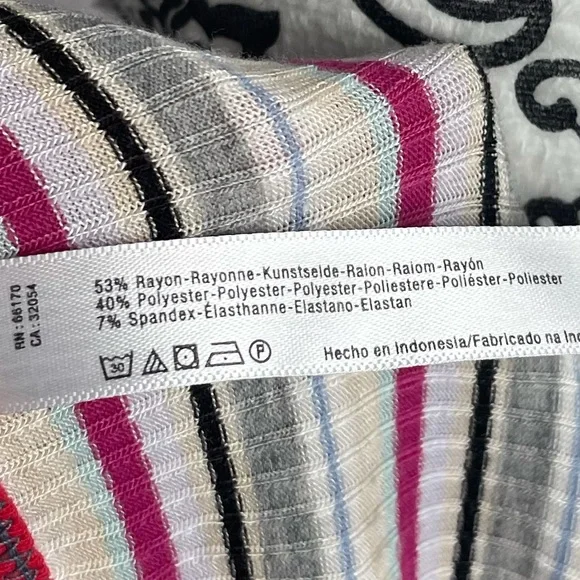 RN: 66170
CA: 32054
53% Rayon-Rayonne-Kunstseide-Raion-Raiom-Rayón
40% Polyester-Polyester-Polyester-Poliestere-Poliéster-Poliester
7% Spandex-Élasthanne-Elastano-Elastan
30 P
Hecho en Indonesia/Fabricado na